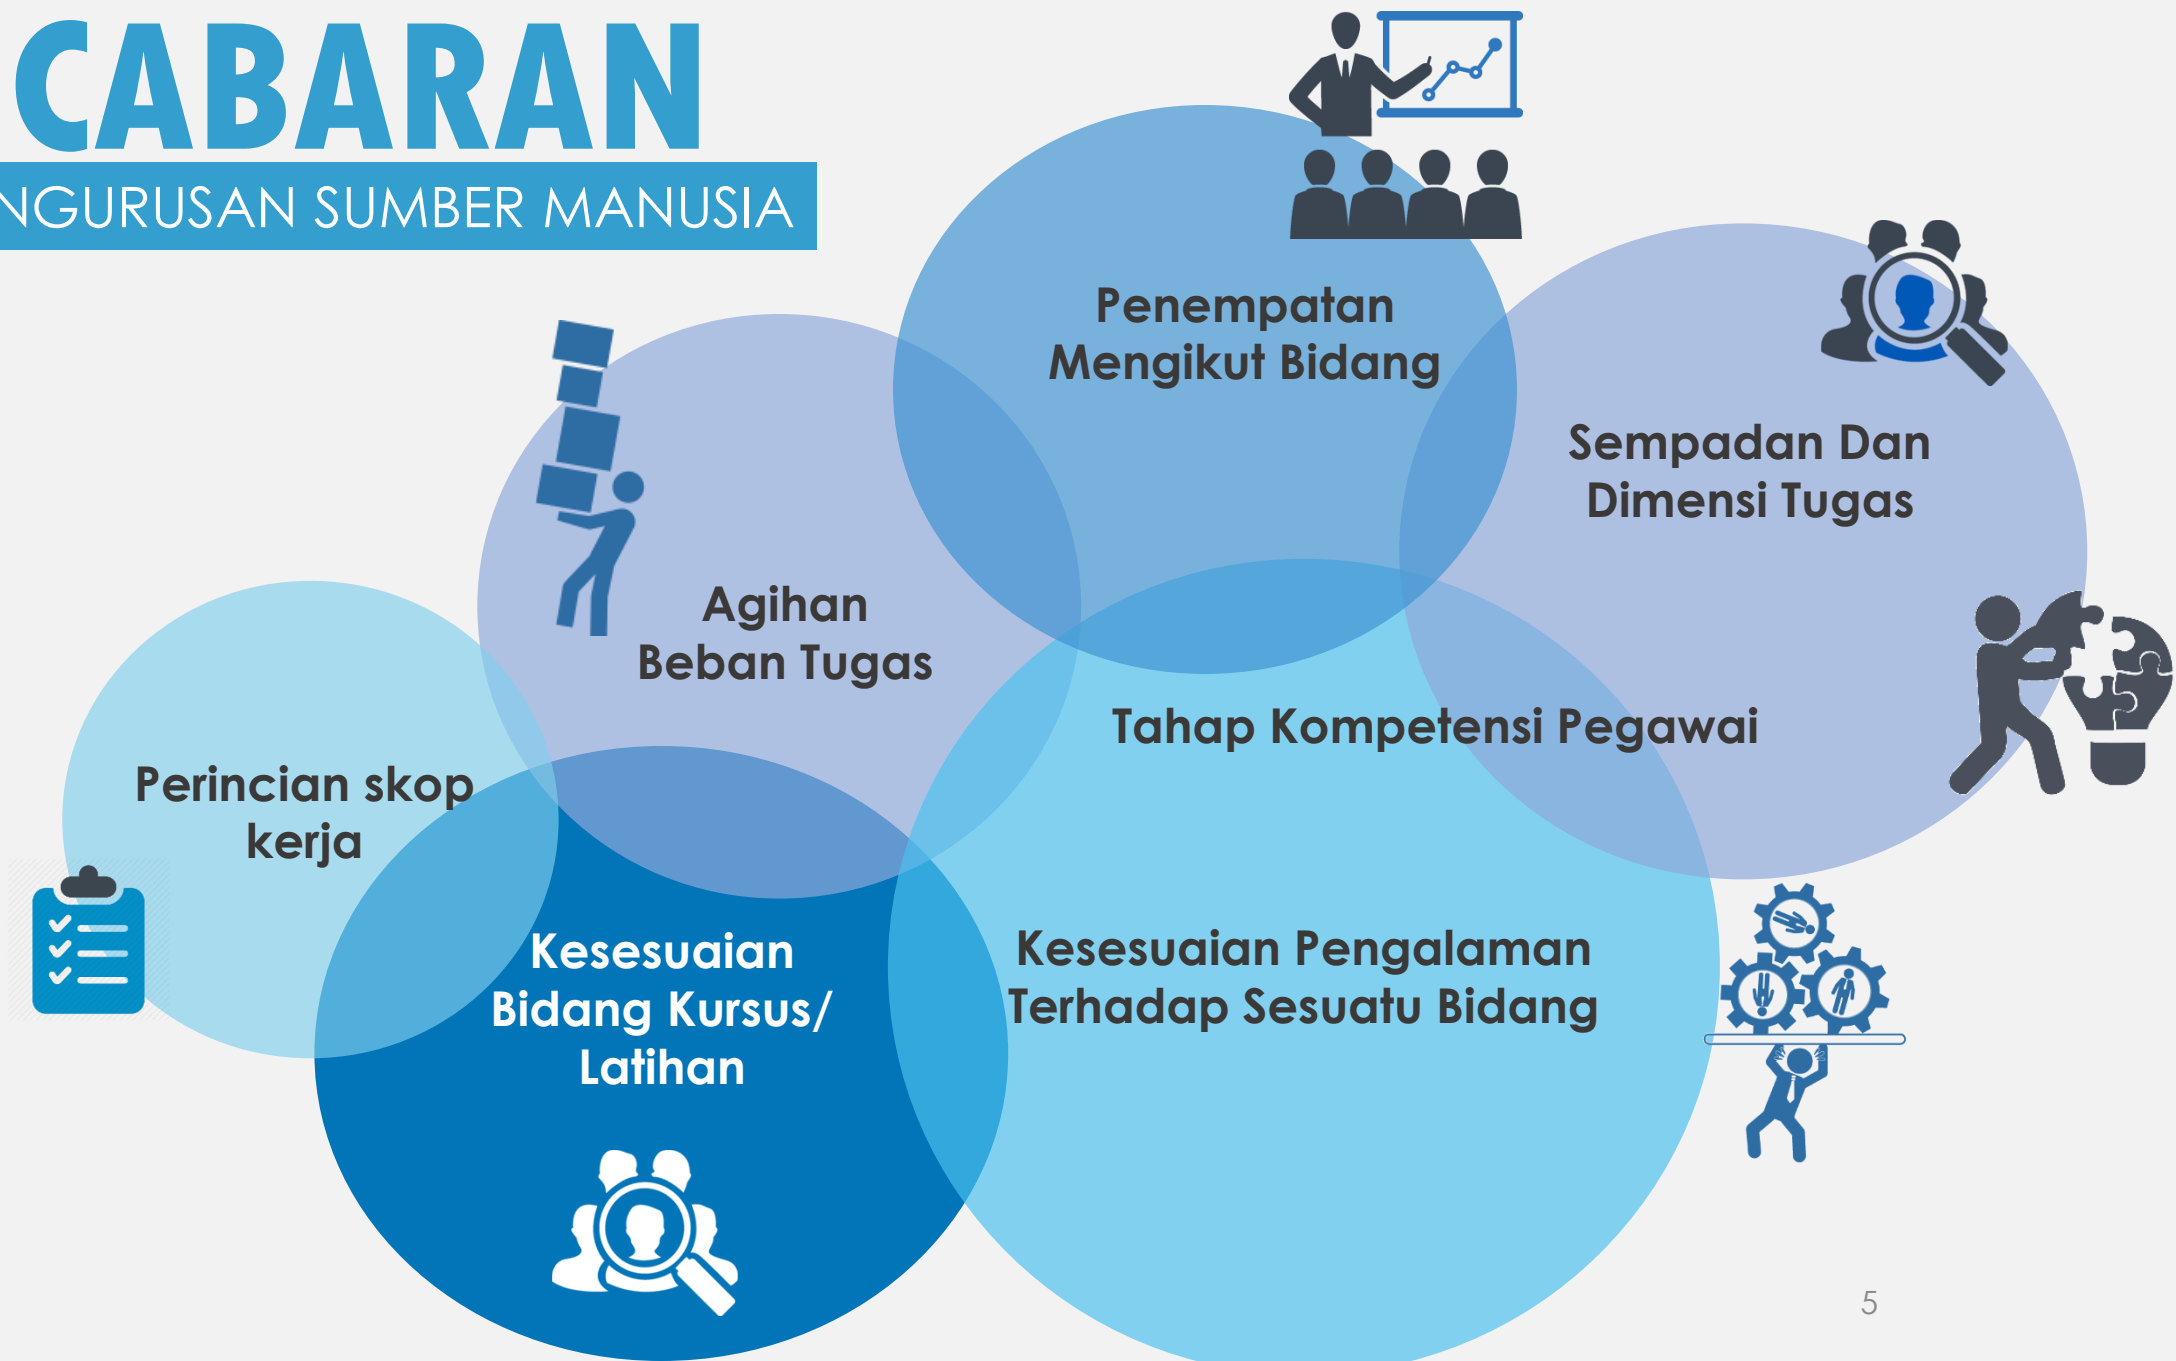 CABARAN
NGURUSAN SUMBER MANUSIA
Penempatan
Mengikut Bidang
Sempadan Dan
Dimensi Tugas
Agihan
Beban Tugas
Tahap Kompetensi Pegawai
Perincian skop
kerja
Kesesuaian
Bidang Kursus/
Latihan
Kesesuaian Pengalaman
Terhadap Sesuatu Bidang
5